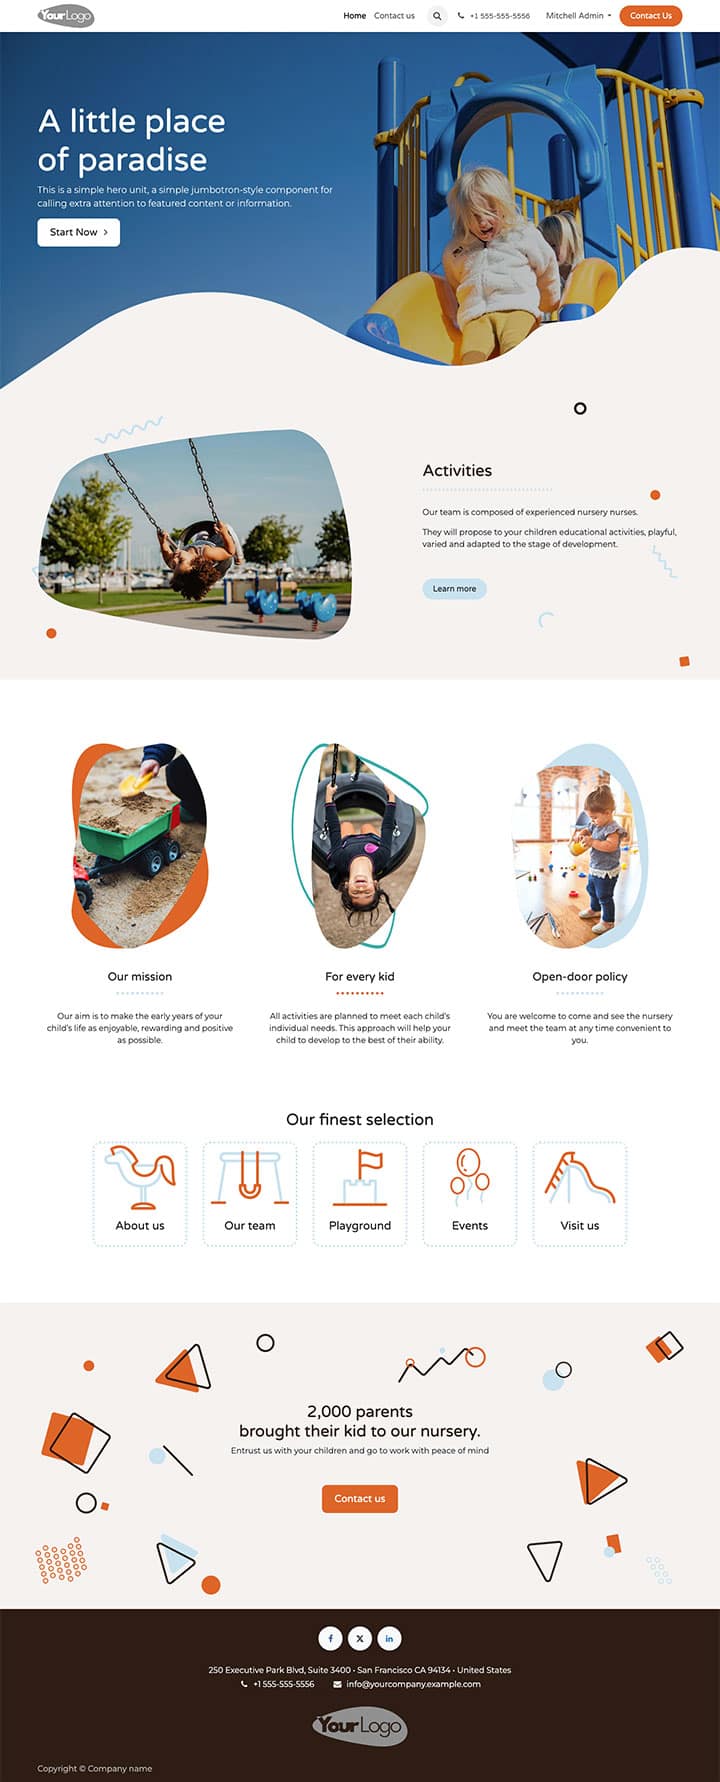 YourLogo
Home
Contact us
+1 555-555-5556
Mitchell Admin
Contact Us
A little place
of paradise
This is a simple hero unit, a simple jumbotron-style component for
calling extra attention to featured content or information.
Start Now
Activities
Our team is composed of experienced nursery nurses.
They will propose to your children educational activities, playful,
varied and adapted to the stage of development.
Learn more
Our mission
Our aim is to make the early years of your
child's life as enjoyable, rewarding and positive
as possible.
For every kid
All activities are planned to meet each child's
individual needs. This approach will help your
child to develop to the best of their ability.
Open-door policy
You are welcome to come and see the nursery
and meet the team at any time convenient to
you.
Our finest selection
About us
Our team
Playground
Events
Visit us
2,000 parents
brought their kid to our nursery.
Entrust us with your children and go to work with peace of mind
Contact us
250 Executive Park Blvd, Suite 3400 • San Francisco CA 94134 • United States
+1 555-555-5556
info@yourcompany.example.com
YourLogo
Copyright © Company name